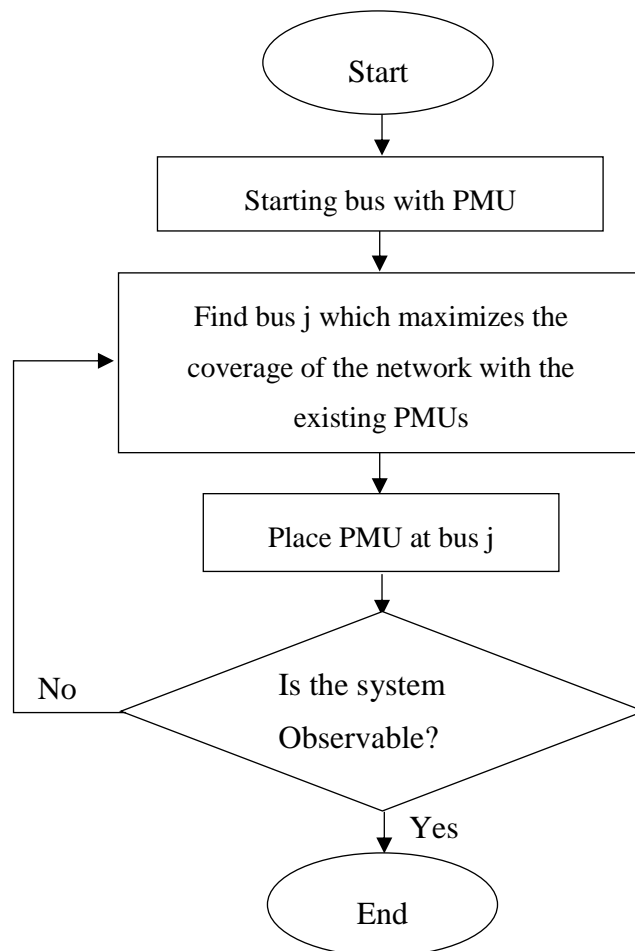 Start
Starting bus with PMU
Find bus j which maximizes the
coverage of the network with the
existing PMUs
Place PMU at bus j
Is the system
Observable?
No
Yes
End